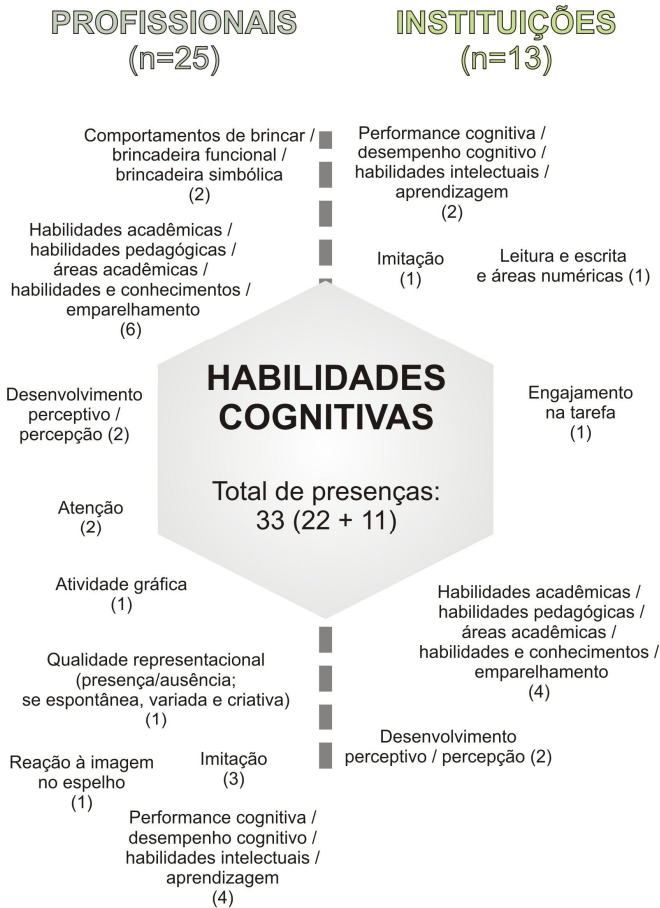 PROFISSIONAIS
(n=25)
INSTITUIÇÕES
(n=13)
Comportamentos de brincar /
brincadeira funcional /
brincadeira simbólica
(2)
Habilidades acadêmicas /
habilidades pedagógicas /
áreas acadêmicas /
habilidades e conhecimentos /
emparelhamento
(6)
Desenvolvimento
perceptivo /
percepção (2)
Atenção
(2)
Atividade gráfica
(1)
Qualidade representacional
(presença/ausência;
se espontânea, variada e criativa)
(1)
Reação à imagem
no espelho
(1)
Imitação
(3)
Performance cognitiva /
desempenho cognitivo /
habilidades intelectuais /
aprendizagem
(4)
HABILIDADES
COGNITIVAS
Total de presenças:
33 (22 + 11)
Performance cognitiva /
desempenho cognitivo /
habilidades intelectuais /
aprendizagem
(2)
Imitação
(1)
Leitura e escrita
e áreas numéricas (1)
Engajamento
na tarefa
(1)
Habilidades acadêmicas /
habilidades pedagógicas /
áreas acadêmicas /
habilidades e conhecimentos /
emparelhamento
(4)
Desenvolvimento
perceptivo / percepção (2)